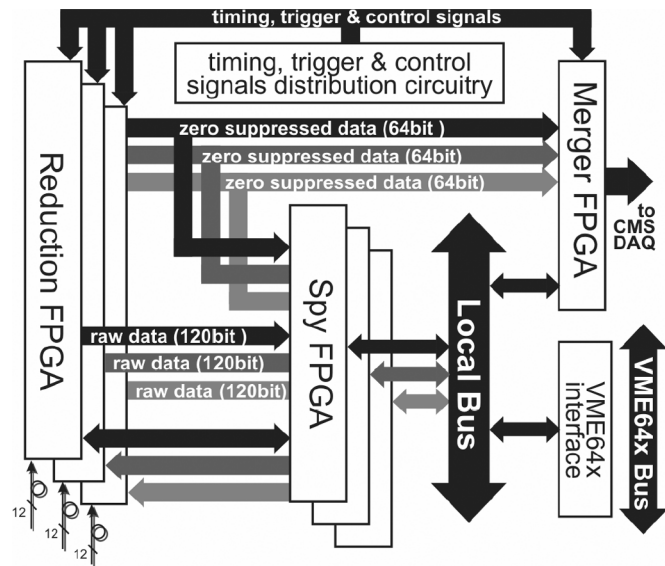 timing, trigger & control signals
timing, trigger & control
signals distribution circuitry
Reduction FPGA
zero suppressed data (64bit )
zero suppressed data (64bit)
zero suppressed data (64bit)
Merger FPGA
to
CMS
DAQ
Spy FPGA
raw data (120bit )
raw data (120bit)
raw data (120bit)
Local Bus
VME64x
interface
VME64x Bus
12
12
12